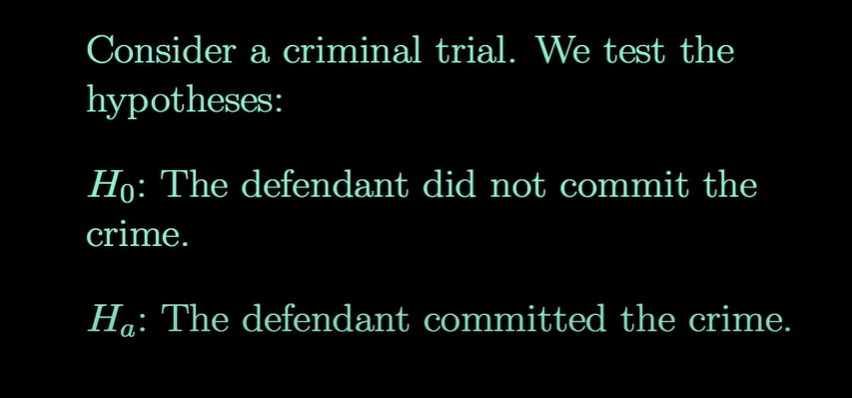 Consider a criminal trial. We test the
hypotheses:
H₀: The defendant did not commit the
crime.
Hₐ: The defendant committed the crime.